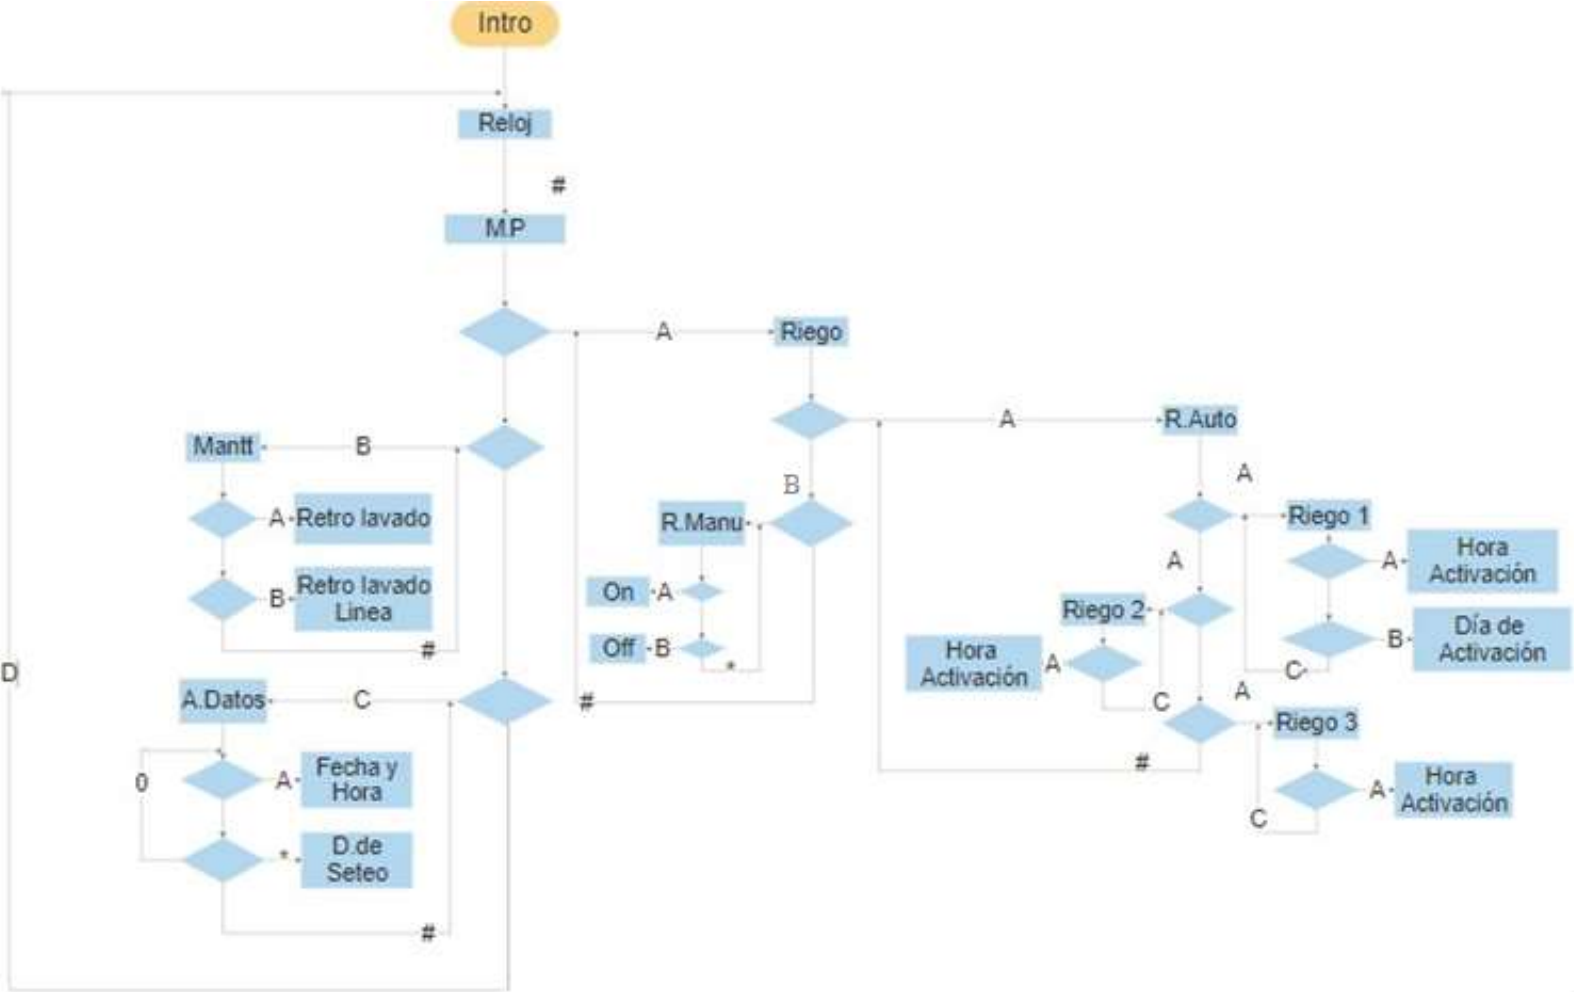 Intro
Reloj
#
M.P
A
Riego
A
R.Auto
Mantt
B
A
B
A
Retro lavado
R.Manu
Riego 1
A
Hora
Activación
B
Retro lavado
Linea
On
A
A
Riego 2
B
Día de
Activación
Off
B
*
Hora
Activación
A
C
C
#
D
A.Datos
C
#
A
Riego 3
#
0
A
Fecha y
Hora
A
Hora
Activación
C
*
D.de
Seteo
#